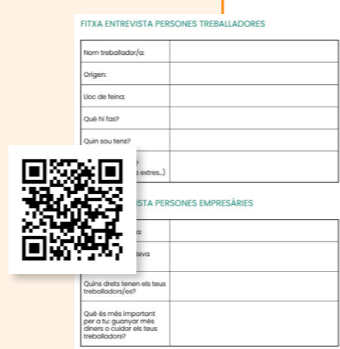 FITXA ENTREVISTA PERSONES TREBALLADORES
Nom treballador/a:
Origen:
Lloc de feina:
Què hi fas?
Quin sou tens?
s extres...)
STA PERSONES EMPRESÀRIES
a:
teva
Quins drets tenen els teus
treballadors/es?
Què és més important
per a tu: guanyar més
diners o cuidar els teus
treballadors?